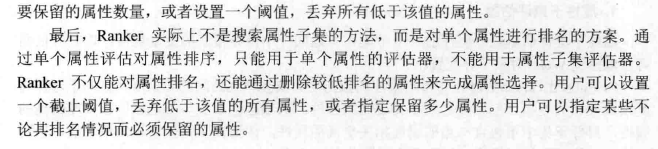 要保留的属性数量，或者设置一个阈值，丢弃所有低于该值的属性。
最后，Ranker 实际上不是搜索属性子集的方法，而是对单个属性进行排名的方案。通
过单个属性评估对属性排序，只能用于单个属性的评估器，不能用于属性子集评估器。
Ranker 不仅能对属性排名，还能通过删除较低排名的属性来完成属性选择。用户可以设置
一个截止阈值，丢弃低于该值的所有属性，或者指定保留多少属性。用户可以指定某些不
论其排名情况而必须保留的属性。